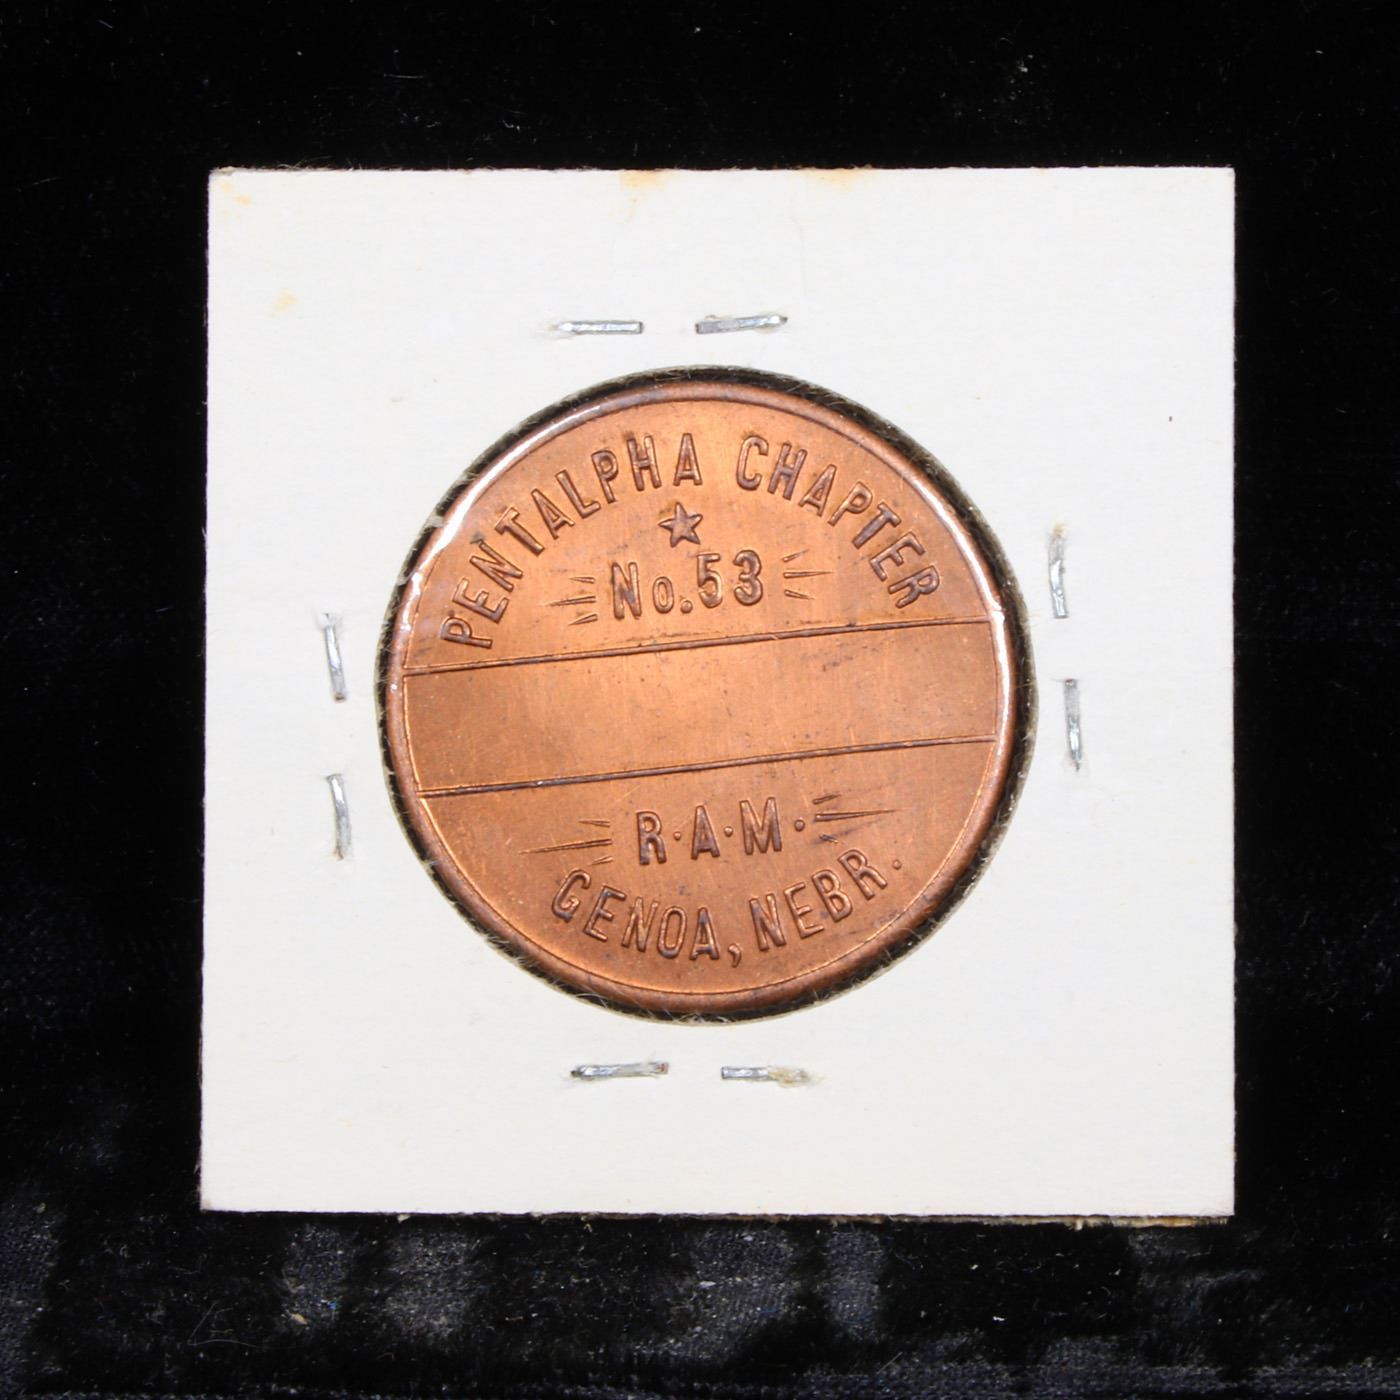 PENTALPHA CHAPTER
No. 53
R·A·M·
GENOA, NEBR.